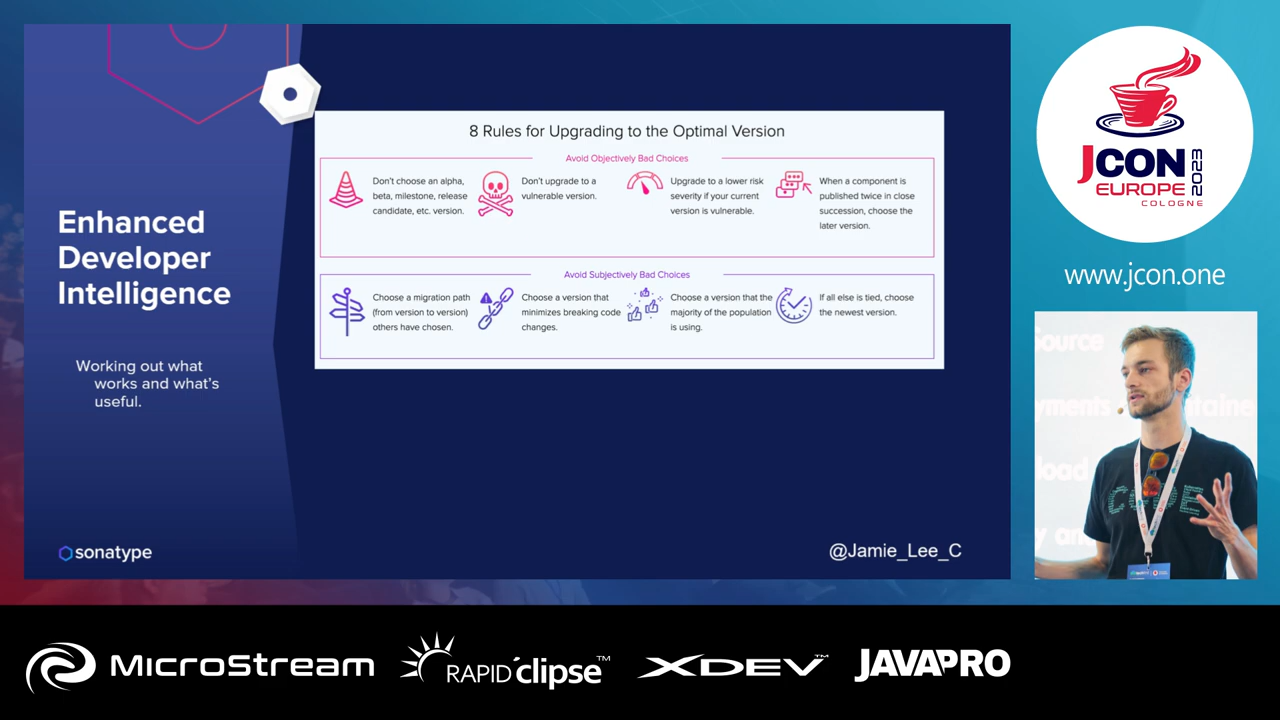 Enhanced
Developer
Intelligence
Working out what
works and what's
useful.
sonatype
8 Rules for Upgrading to the Optimal Version
Avoid Objectively Bad Choices
Don't choose an alpha,
beta, milestone, release
candidate, etc. version.
Don't upgrade to a
vulnerable version.
Upgrade to a lower risk
severity if your current
version is vulnerable.
When a component is
published twice in close
succession, choose the
later version.
Avoid Subjectively Bad Choices
Choose a migration path
(from version to version)
others have chosen.
Choose a version that
minimizes breaking code
changes.
Choose a version that the
majority of the population
is using.
If all else is tied, choose
the newest version.
@Jamie_Lee_C
JCON
EUROPE 2023
COLOGNE
www.jcon.one
Source
load
CODE
MICROSTREAM
RAPID'clipse™
XDEV™
JAVAPRO